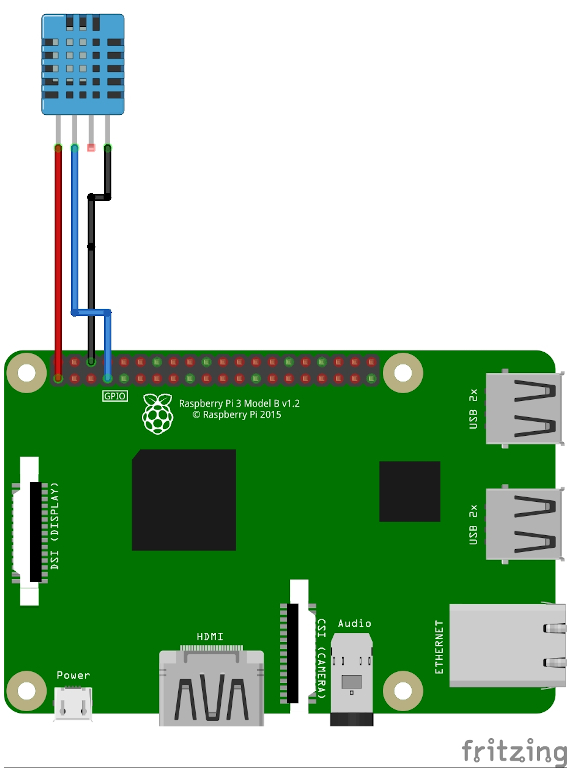 GPIO
Raspberry Pi 3 Model B v1.2
© Raspberry Pi 2015
USB 2x
DSI (DISPLAY)
USB 2x
CSI (CAMERA)
Audio
ETHERNET
HDMI
Power
fritzing